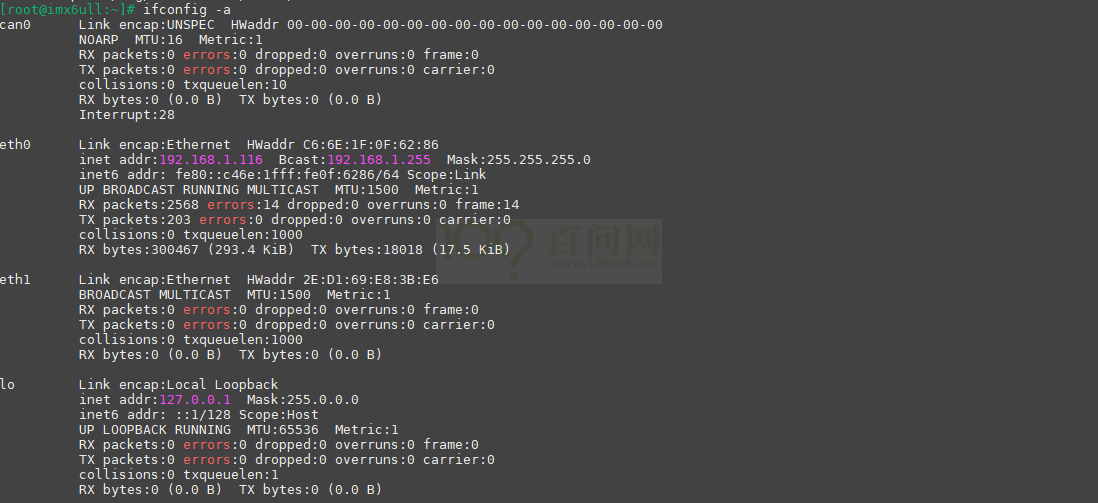 [root@imx6ull:~]# ifconfig -a
can0      Link encap:UNSPEC  HWaddr 00-00-00-00-00-00-00-00-00-00-00-00-00-00-00-00
          NOARP  MTU:16  Metric:1
          RX packets:0 errors:0 dropped:0 overruns:0 frame:0
          TX packets:0 errors:0 dropped:0 overruns:0 carrier:0
          collisions:0 txqueuelen:10
          RX bytes:0 (0.0 B)  TX bytes:0 (0.0 B)
          Interrupt:28
eth0      Link encap:Ethernet  HWaddr C6:6E:1F:0F:62:86
          inet addr:192.168.1.116  Bcast:192.168.1.255  Mask:255.255.255.0
          inet6 addr: fe80::c46e:1fff:fe0f:6286/64 Scope:Link
          UP BROADCAST RUNNING MULTICAST  MTU:1500  Metric:1
          RX packets:2568 errors:14 dropped:0 overruns:0 frame:14
          TX packets:203 errors:0 dropped:0 overruns:0 carrier:0
          collisions:0 txqueuelen:1000
          RX bytes:300467 (293.4 KiB)  TX bytes:18018 (17.5 KiB)
百问网
www.100ask.net
eth1      Link encap:Ethernet  HWaddr 2E:D1:69:E8:3B:E6
          BROADCAST MULTICAST  MTU:1500  Metric:1
          RX packets:0 errors:0 dropped:0 overruns:0 frame:0
          TX packets:0 errors:0 dropped:0 overruns:0 carrier:0
          collisions:0 txqueuelen:1000
          RX bytes:0 (0.0 B)  TX bytes:0 (0.0 B)
lo        Link encap:Local Loopback
          inet addr:127.0.0.1  Mask:255.0.0.0
          inet6 addr: ::1/128 Scope:Host
          UP LOOPBACK RUNNING  MTU:65536  Metric:1
          RX packets:0 errors:0 dropped:0 overruns:0 frame:0
          TX packets:0 errors:0 dropped:0 overruns:0 carrier:0
          collisions:0 txqueuelen:1
          RX bytes:0 (0.0 B)  TX bytes:0 (0.0 B)